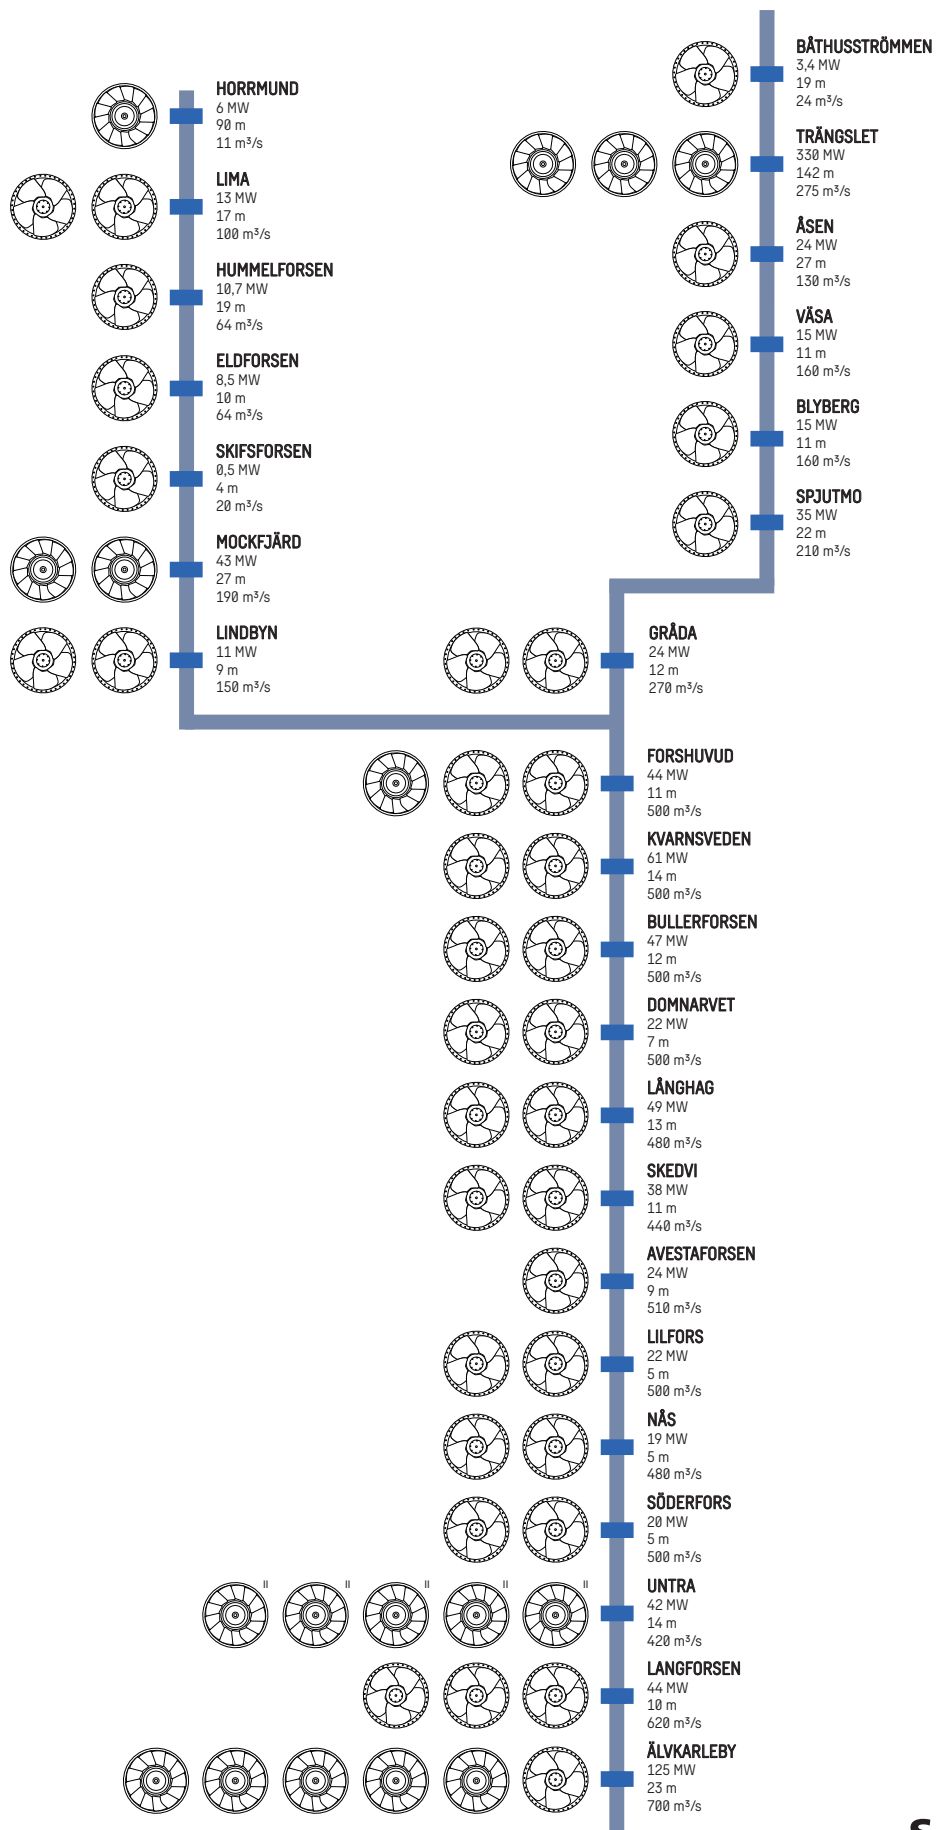 HORRMUND
6 MW
90 m
11 m³/s
LIMA
13 MW
17 m
100 m³/s
HUMMELFORSEN
10,7 MW
19 m
64 m³/s
ELDFORSEN
8,5 MW
10 m
64 m³/s
SKIFSFORSEN
0,5 MW
4 m
20 m³/s
MOCKFJÄRD
43 MW
27 m
190 m³/s
LINDBYN
11 MW
9 m
150 m³/s
BÅTHUSSTRÖMMEN
3,4 MW
19 m
24 m³/s
TRÄNGSLET
330 MW
142 m
275 m³/s
ÅSEN
24 MW
27 m
130 m³/s
VÄSA
15 MW
11 m
160 m³/s
BLYBERG
15 MW
11 m
160 m³/s
SPJUTMO
35 MW
22 m
210 m³/s
GRÅDA
24 MW
12 m
270 m³/s
FORSHUVUD
44 MW
11 m
500 m³/s
KVARNSVEDEN
61 MW
14 m
500 m³/s
BULLERFORSEN
47 MW
12 m
500 m³/s
DOMNARVET
22 MW
7 m
500 m³/s
LÅNGHAG
49 MW
13 m
480 m³/s
SKEDVI
38 MW
11 m
440 m³/s
AVESTAFORSEN
24 MW
9 m
510 m³/s
LILFORS
22 MW
5 m
500 m³/s
NÅS
19 MW
5 m
480 m³/s
SÖDERFORS
20 MW
5 m
500 m³/s
II II II II II
UNTRA
42 MW
14 m
420 m³/s
LANGFORSEN
44 MW
10 m
620 m³/s
ÄLVKARLEBY
125 MW
23 m
700 m³/s